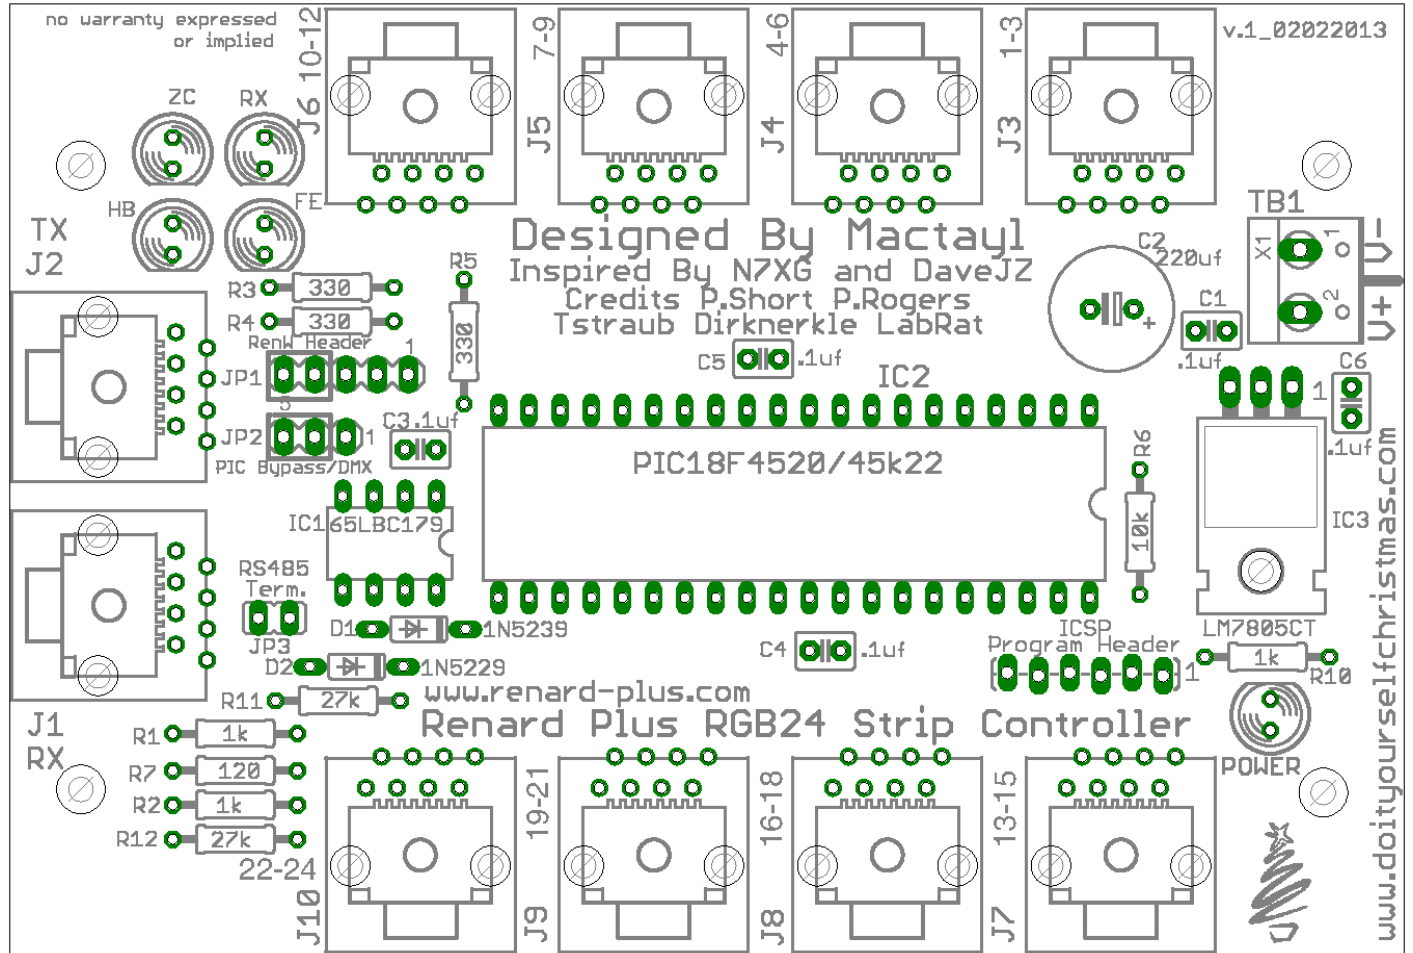 no warranty expressed
or implied
10-12
7-9
4-6
1-3
v.1_02022013
J6
J5
J4
J3
ZC
RX
HB
FE
TX
J2
TB1
X1
1
2
V-
V+
Designed By Mactayl
Inspired By N7XG and DaveJZ
Credits P.Short P.Rogers
Tstraub Dirknerkle LabRat
C2
220uf
+
C1
.1uf
R3
330
R4
330
R5
330
RenW Header
JP1
1
5
JP2
1
PIC Bypass/DMX
C3
.1uf
C5
.1uf
IC2
PIC18F4520/45k22
R6
10k
1
C6
.1uf
IC3
LM7805CT
IC1
65LBC179
RS485
Term.
JP3
D1
1N5239
D2
1N5229
R11
27k
C4
.1uf
ICSP
Program Header
1
1k
R10
POWER
www.renard-plus.com
Renard Plus RGB24 Strip Controller
J1
RX
R1
1k
R7
120
R2
1k
R12
27k
22-24
19-21
16-18
13-15
J10
J9
J8
J7
www.doityourselfchristmas.com